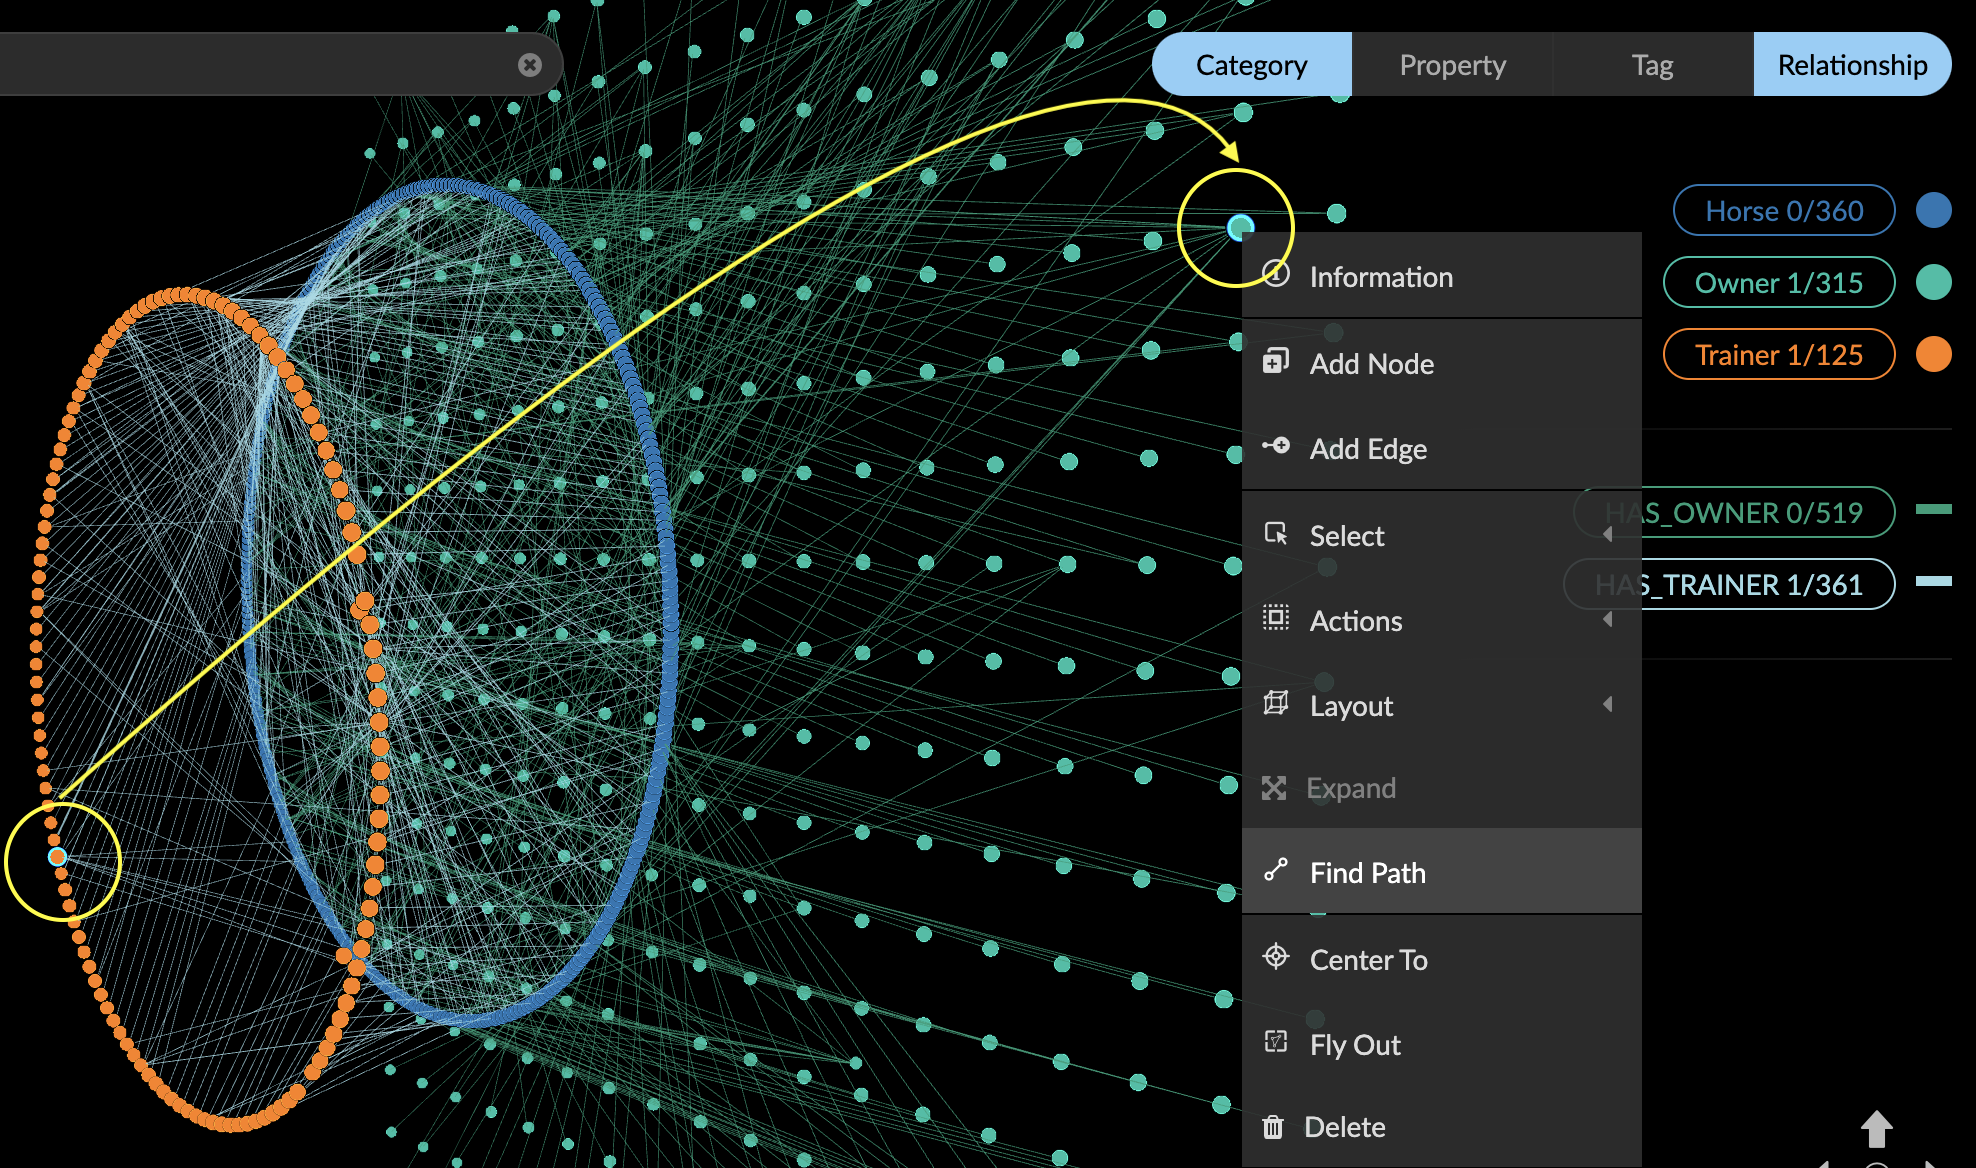 Category Property Tag Relationship
Horse 0/360
Owner 1/315
Trainer 1/125
HAS_OWNER 0/519
HAS_TRAINER 1/361
Information
Add Node
Add Edge
Select
Actions
Layout
Expand
Find Path
Center To
Fly Out
Delete